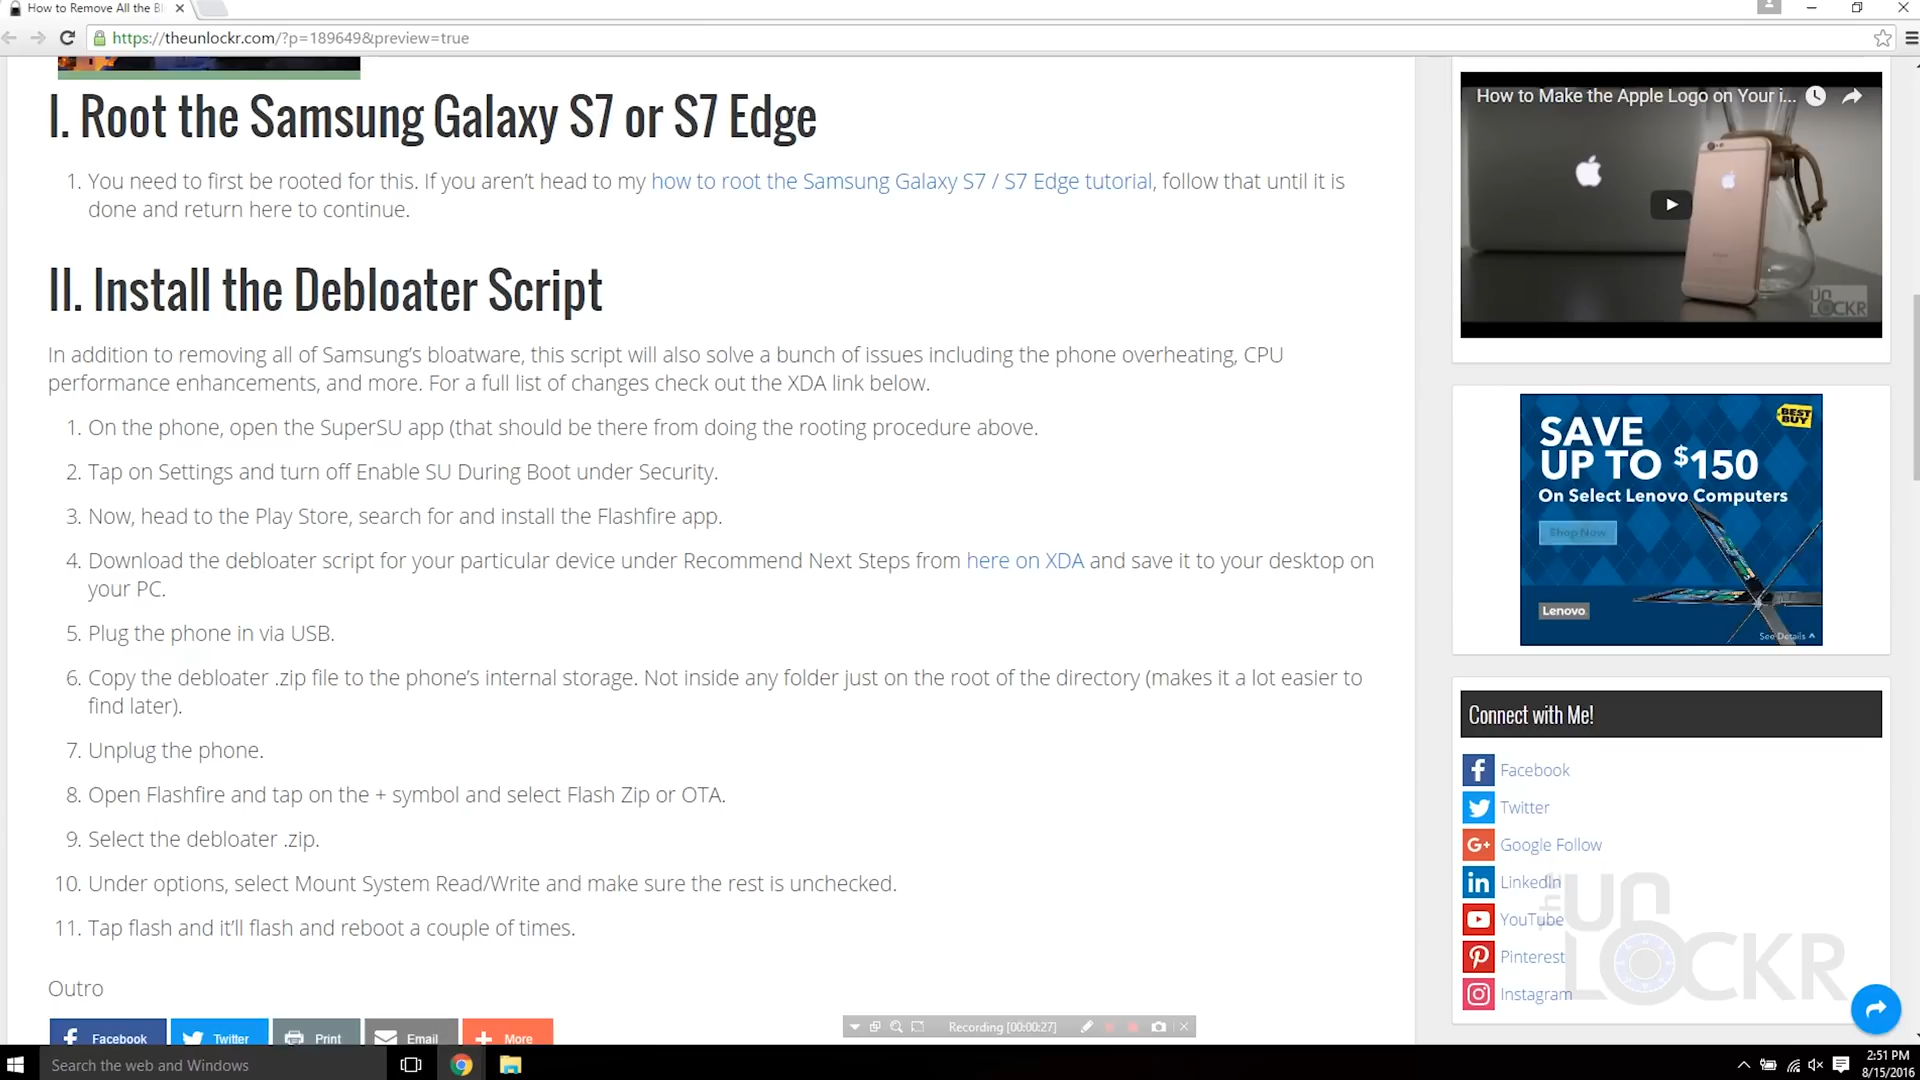 How to Remove All the Bl
https://theunlockr.com/?p=189649&preview=true
I. Root the Samsung Galaxy S7 or S7 Edge
1. You need to first be rooted for this. If you aren't head to my how to root the Samsung Galaxy S7 / S7 Edge tutorial, follow that until it is
done and return here to continue.
II. Install the Debloater Script
In addition to removing all of Samsung's bloatware, this script will also solve a bunch of issues including the phone overheating, CPU
performance enhancements, and more. For a full list of changes check out the XDA link below.
1. On the phone, open the SuperSU app (that should be there from doing the rooting procedure above.
2. Tap on Settings and turn off Enable SU During Boot under Security.
3. Now, head to the Play Store, search for and install the Flashfire app.
4. Download the debloater script for your particular device under Recommend Next Steps from here on XDA and save it to your desktop on
your PC.
5. Plug the phone in via USB.
6. Copy the debloater .zip file to the phone's internal storage. Not inside any folder just on the root of the directory (makes it a lot easier to
find later).
7. Unplug the phone.
8. Open Flashfire and tap on the + symbol and select Flash Zip or OTA.
9. Select the debloater .zip.
10. Under options, select Mount System Read/Write and make sure the rest is unchecked.
11. Tap flash and it'll flash and reboot a couple of times.
Outro
Facebook
Twitter
Print
Email
More
How to Make the Apple Logo on Your i...
UNLOCKR
BEST BUY
SAVE
UP TO $150
On Select Lenovo Computers
Shop Now
Lenovo
See Details
Connect with Me!
Facebook
Twitter
Google Follow
LinkedIn
YouTube
Pinterest
Instagram
the
UN
LOCKR
Recording [00:00:27]
Search the web and Windows
2:51 PM
8/15/2016